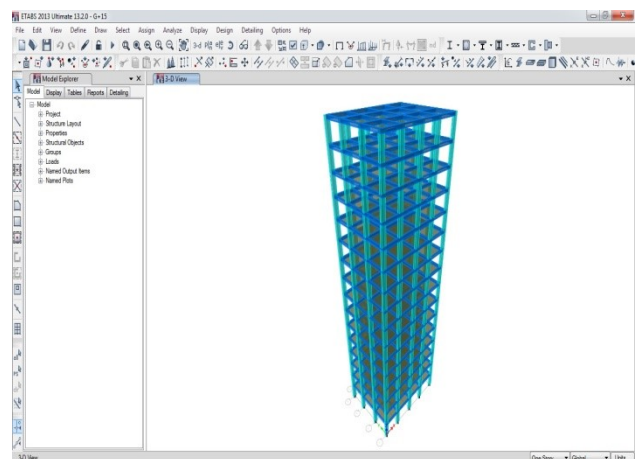 ETABS 2013 Ultimate 13.2.0 - G+15
File Edit View Define Draw Select Assign Analyze Display Design Detailing Options Help
Model Explorer
3-D View
Model Display Tables Reports Detailing
Model
Project
Structure Layout
Properties
Structural Objects
Groups
Loads
Named Output Items
Named Plots
3-D View
One Story
Global
Units